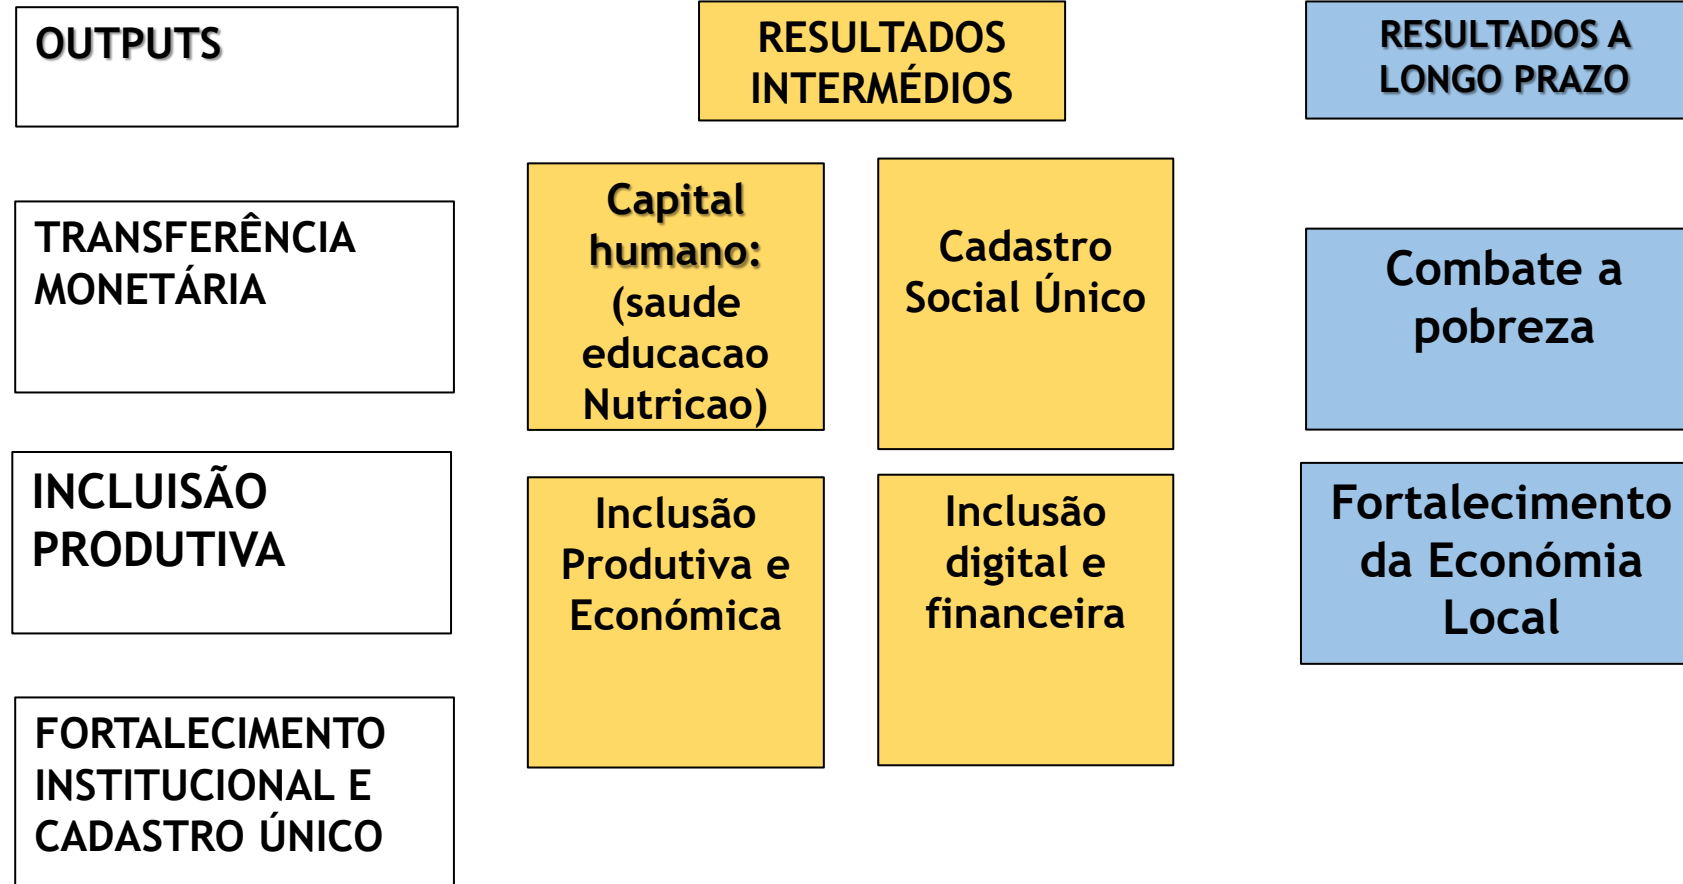 OUTPUTS
RESULTADOS
INTERMÉDIOS
RESULTADOS A
LONGO PRAZO
TRANSFERÊNCIA
MONETÁRIA
Capital
humano:
(saude
educacao
Nutricao)
Cadastro
Social Único
Combate a
pobreza
INCLUISÃO
PRODUTIVA
Inclusão
Produtiva e
Económica
Inclusão
digital e
financeira
Fortalecimento
da Económia
Local
FORTALECIMENTO
INSTITUCIONAL E
CADASTRO ÚNICO